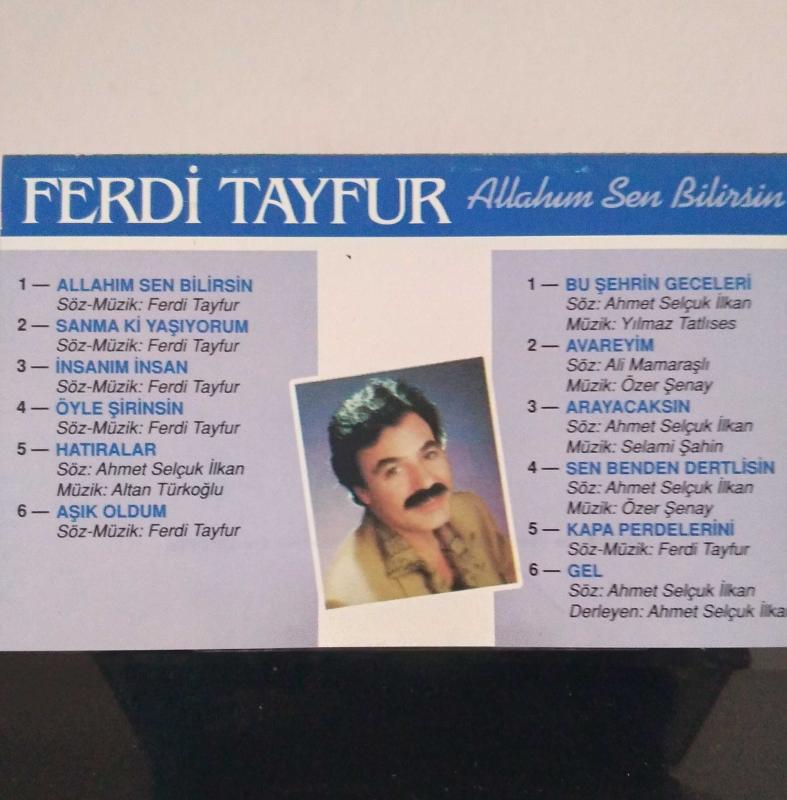 FERDİ TAYFUR Allahım Sen Bilirsin
1 — ALLAHIM SEN BİLİRSİN
Söz-Müzik: Ferdi Tayfur
2 — SANMA Kİ YAŞIYORUM
Söz-Müzik: Ferdi Tayfur
3 — İNSANIM İNSAN
Söz-Müzik: Ferdi Tayfur
4 — ÖYLE ŞİRİNSİN
Söz-Müzik: Ferdi Tayfur
5 — HATIRALAR
Söz: Ahmet Selçuk İlkan
Müzik: Altan Türkoğlu
6 — AŞIK OLDUM
Söz-Müzik: Ferdi Tayfur
1 — BU ŞEHRİN GECELERİ
Söz: Ahmet Selçuk İlkan
Müzik: Yılmaz Tatlıses
2 — AVAREYİM
Söz: Ali Mamaraşlı
Müzik: Özer Şenay
3 — ARAYACAKSIN
Söz: Ahmet Selçuk İlkan
Müzik: Selami Şahin
4 — SEN BENDEN DERTLİSİN
Söz: Ahmet Selçuk İlkan
Müzik: Özer Şenay
5 — KAPA PERDELERİNİ
Söz-Müzik: Ferdi Tayfur
6 — GEL
Söz: Ahmet Selçuk İlkan
Derleyen: Ahmet Selçuk İlka